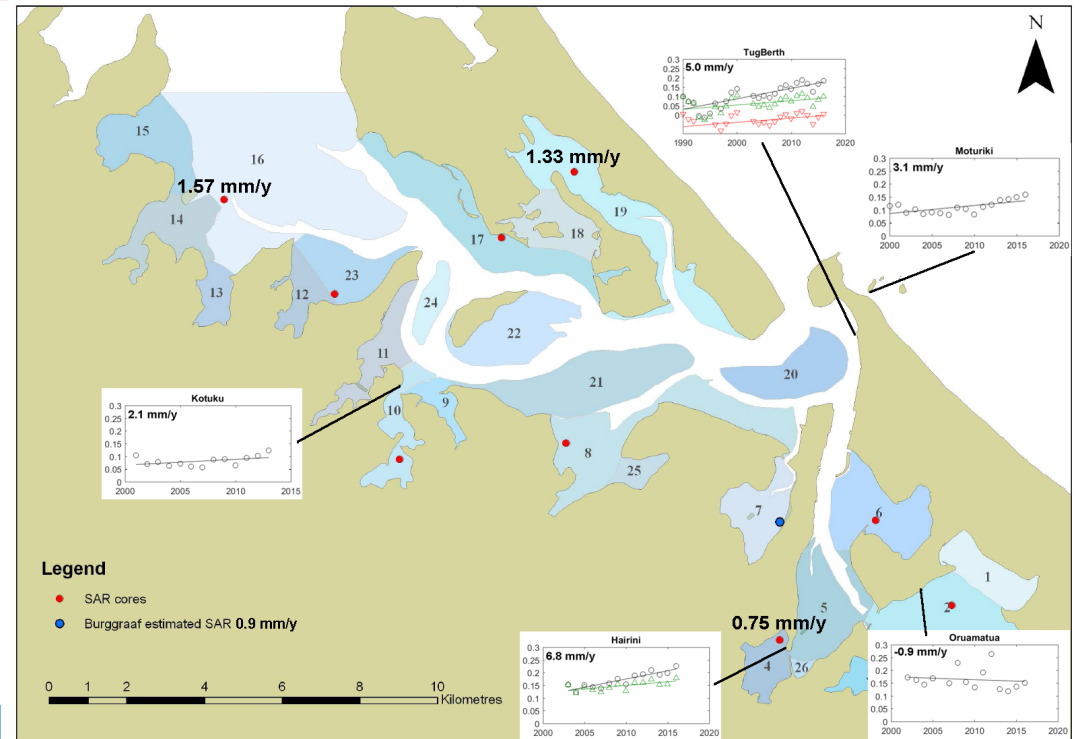 N
TugBerth
5.0 mm/y
0.3
0.25
0.2
0.15
0.1
0.05
0
1990 2000 2010 2020
Moturiki
3.1 mm/y
0.3
0.25
0.2
0.15
0.1
0.05
0
2000 2005 2010 2015 2020
15
16
1.33 mm/y
1.57 mm/y
14
19
17
18
13
12
23
24
22
11
21
20
10
9
8
25
7
6
1
2
5
4
26
0.75 mm/y
Kotuku
2.1 mm/y
0.3
0.25
0.2
0.15
0.1
0.05
0
2000 2005 2010 2015
Legend
SAR cores
Burggraaf estimated SAR 0.9 mm/y
0 1 2 4 6 8 10
Kilometres
Hairini
6.8 mm/y
0.3
0.25
0.2
0.15
0.1
0.05
0
2000 2005 2010 2015 2020
Oruamatua
-0.9 mm/y
0.3
0.25
0.2
0.15
0.1
0.05
0
2000 2005 2010 2015 2020